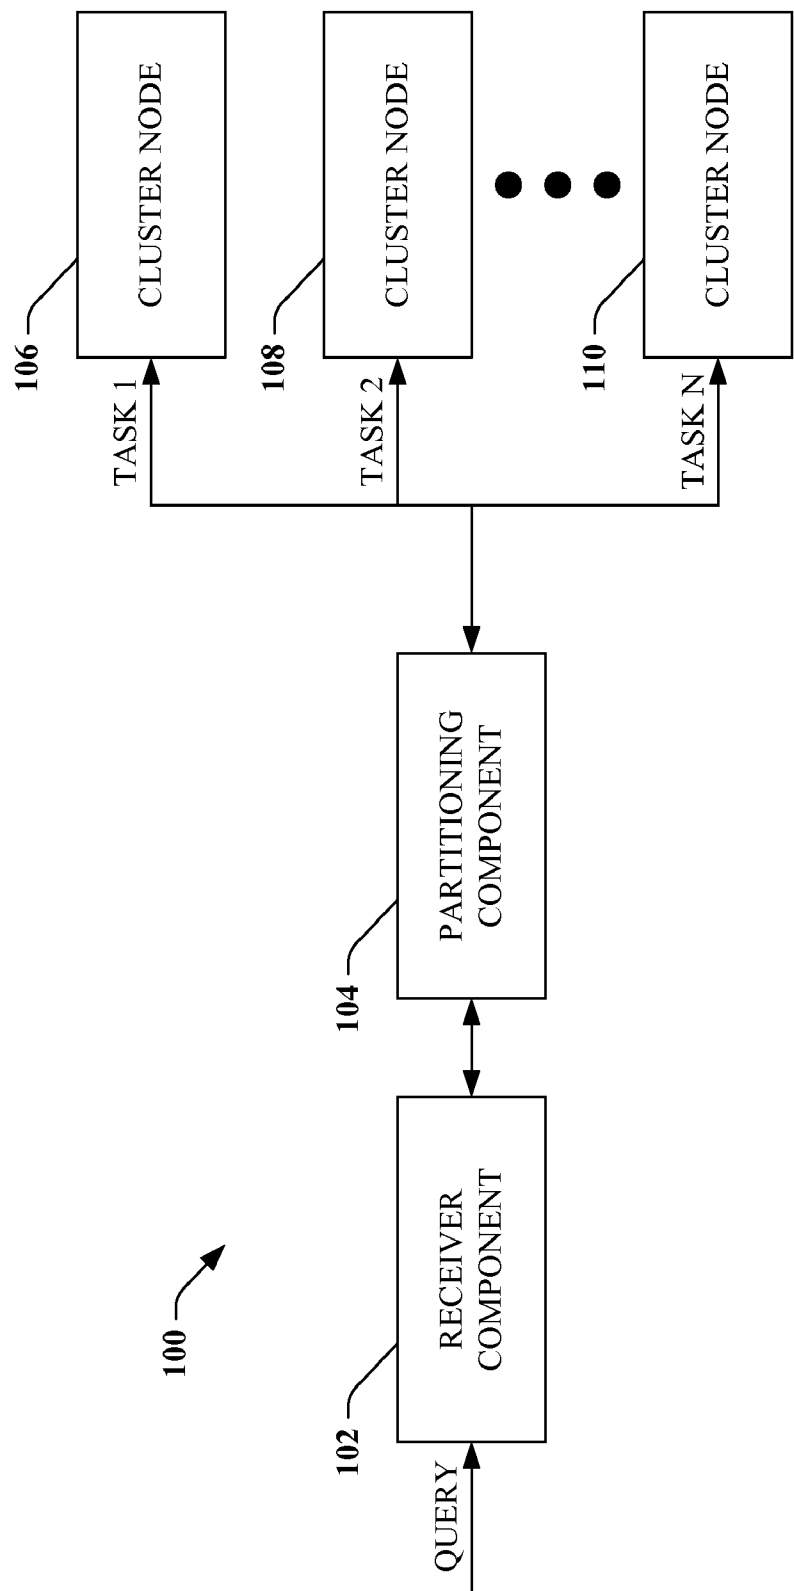 100
QUERY
102
RECEIVER
COMPONENT
104
PARTITIONING
COMPONENT
TASK 1
106
CLUSTER NODE
TASK 2
108
CLUSTER NODE
TASK N
110
CLUSTER NODE